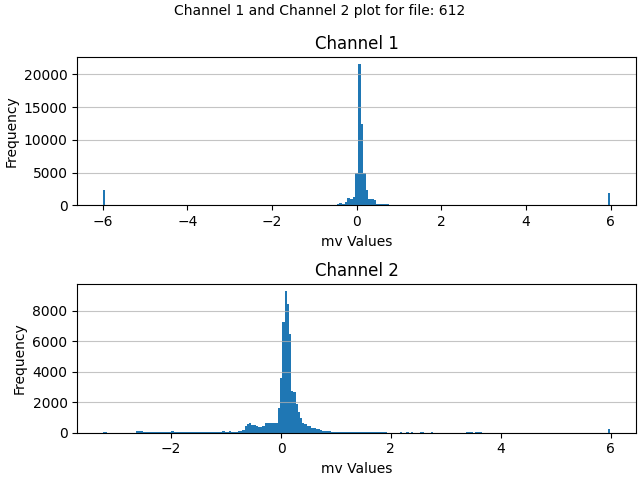 Channel 1 and Channel 2 plot for file: 612
Channel 1
Frequency
20000
15000
10000
5000
0
−6 −4 −2 0 2 4 6
mv Values
Channel 2
Frequency
8000
6000
4000
2000
0
−2 0 2 4 6
mv Values